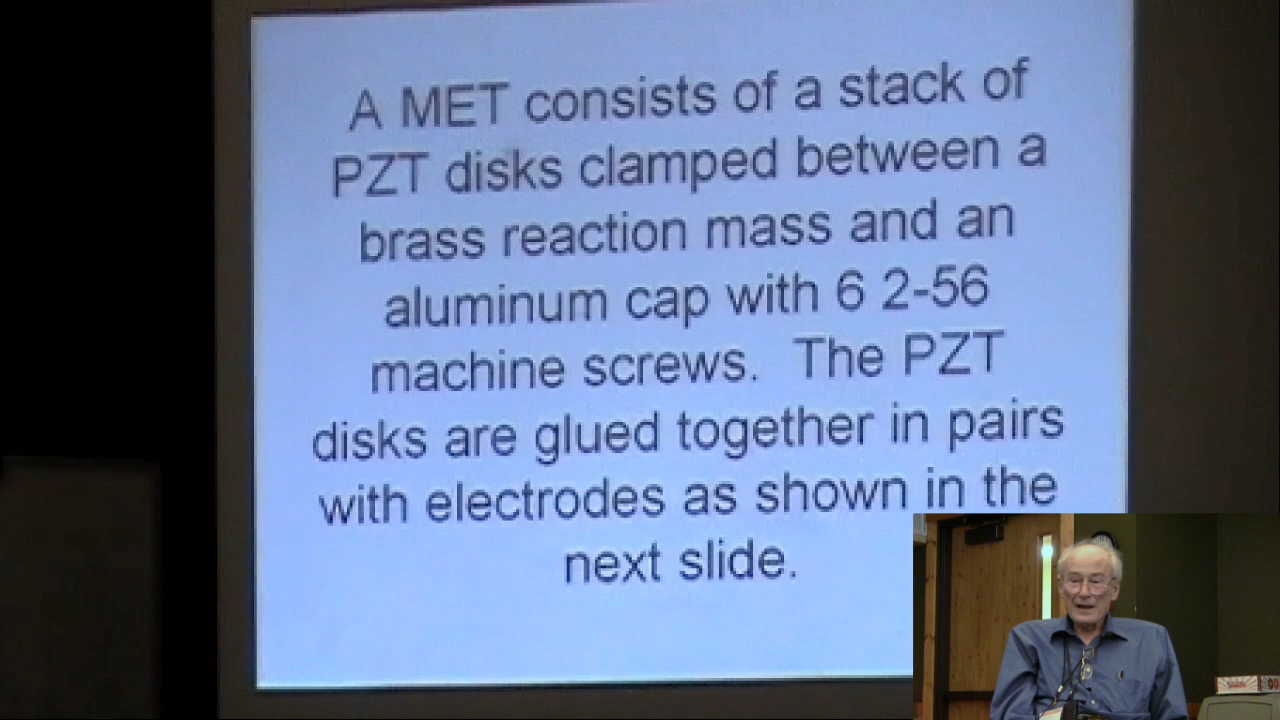 A MET consists of a stack of
PZT disks clamped between a
brass reaction mass and an
aluminum cap with 6 2-56
machine screws. The PZT
disks are glued together in pairs
with electrodes as shown in the
next slide.